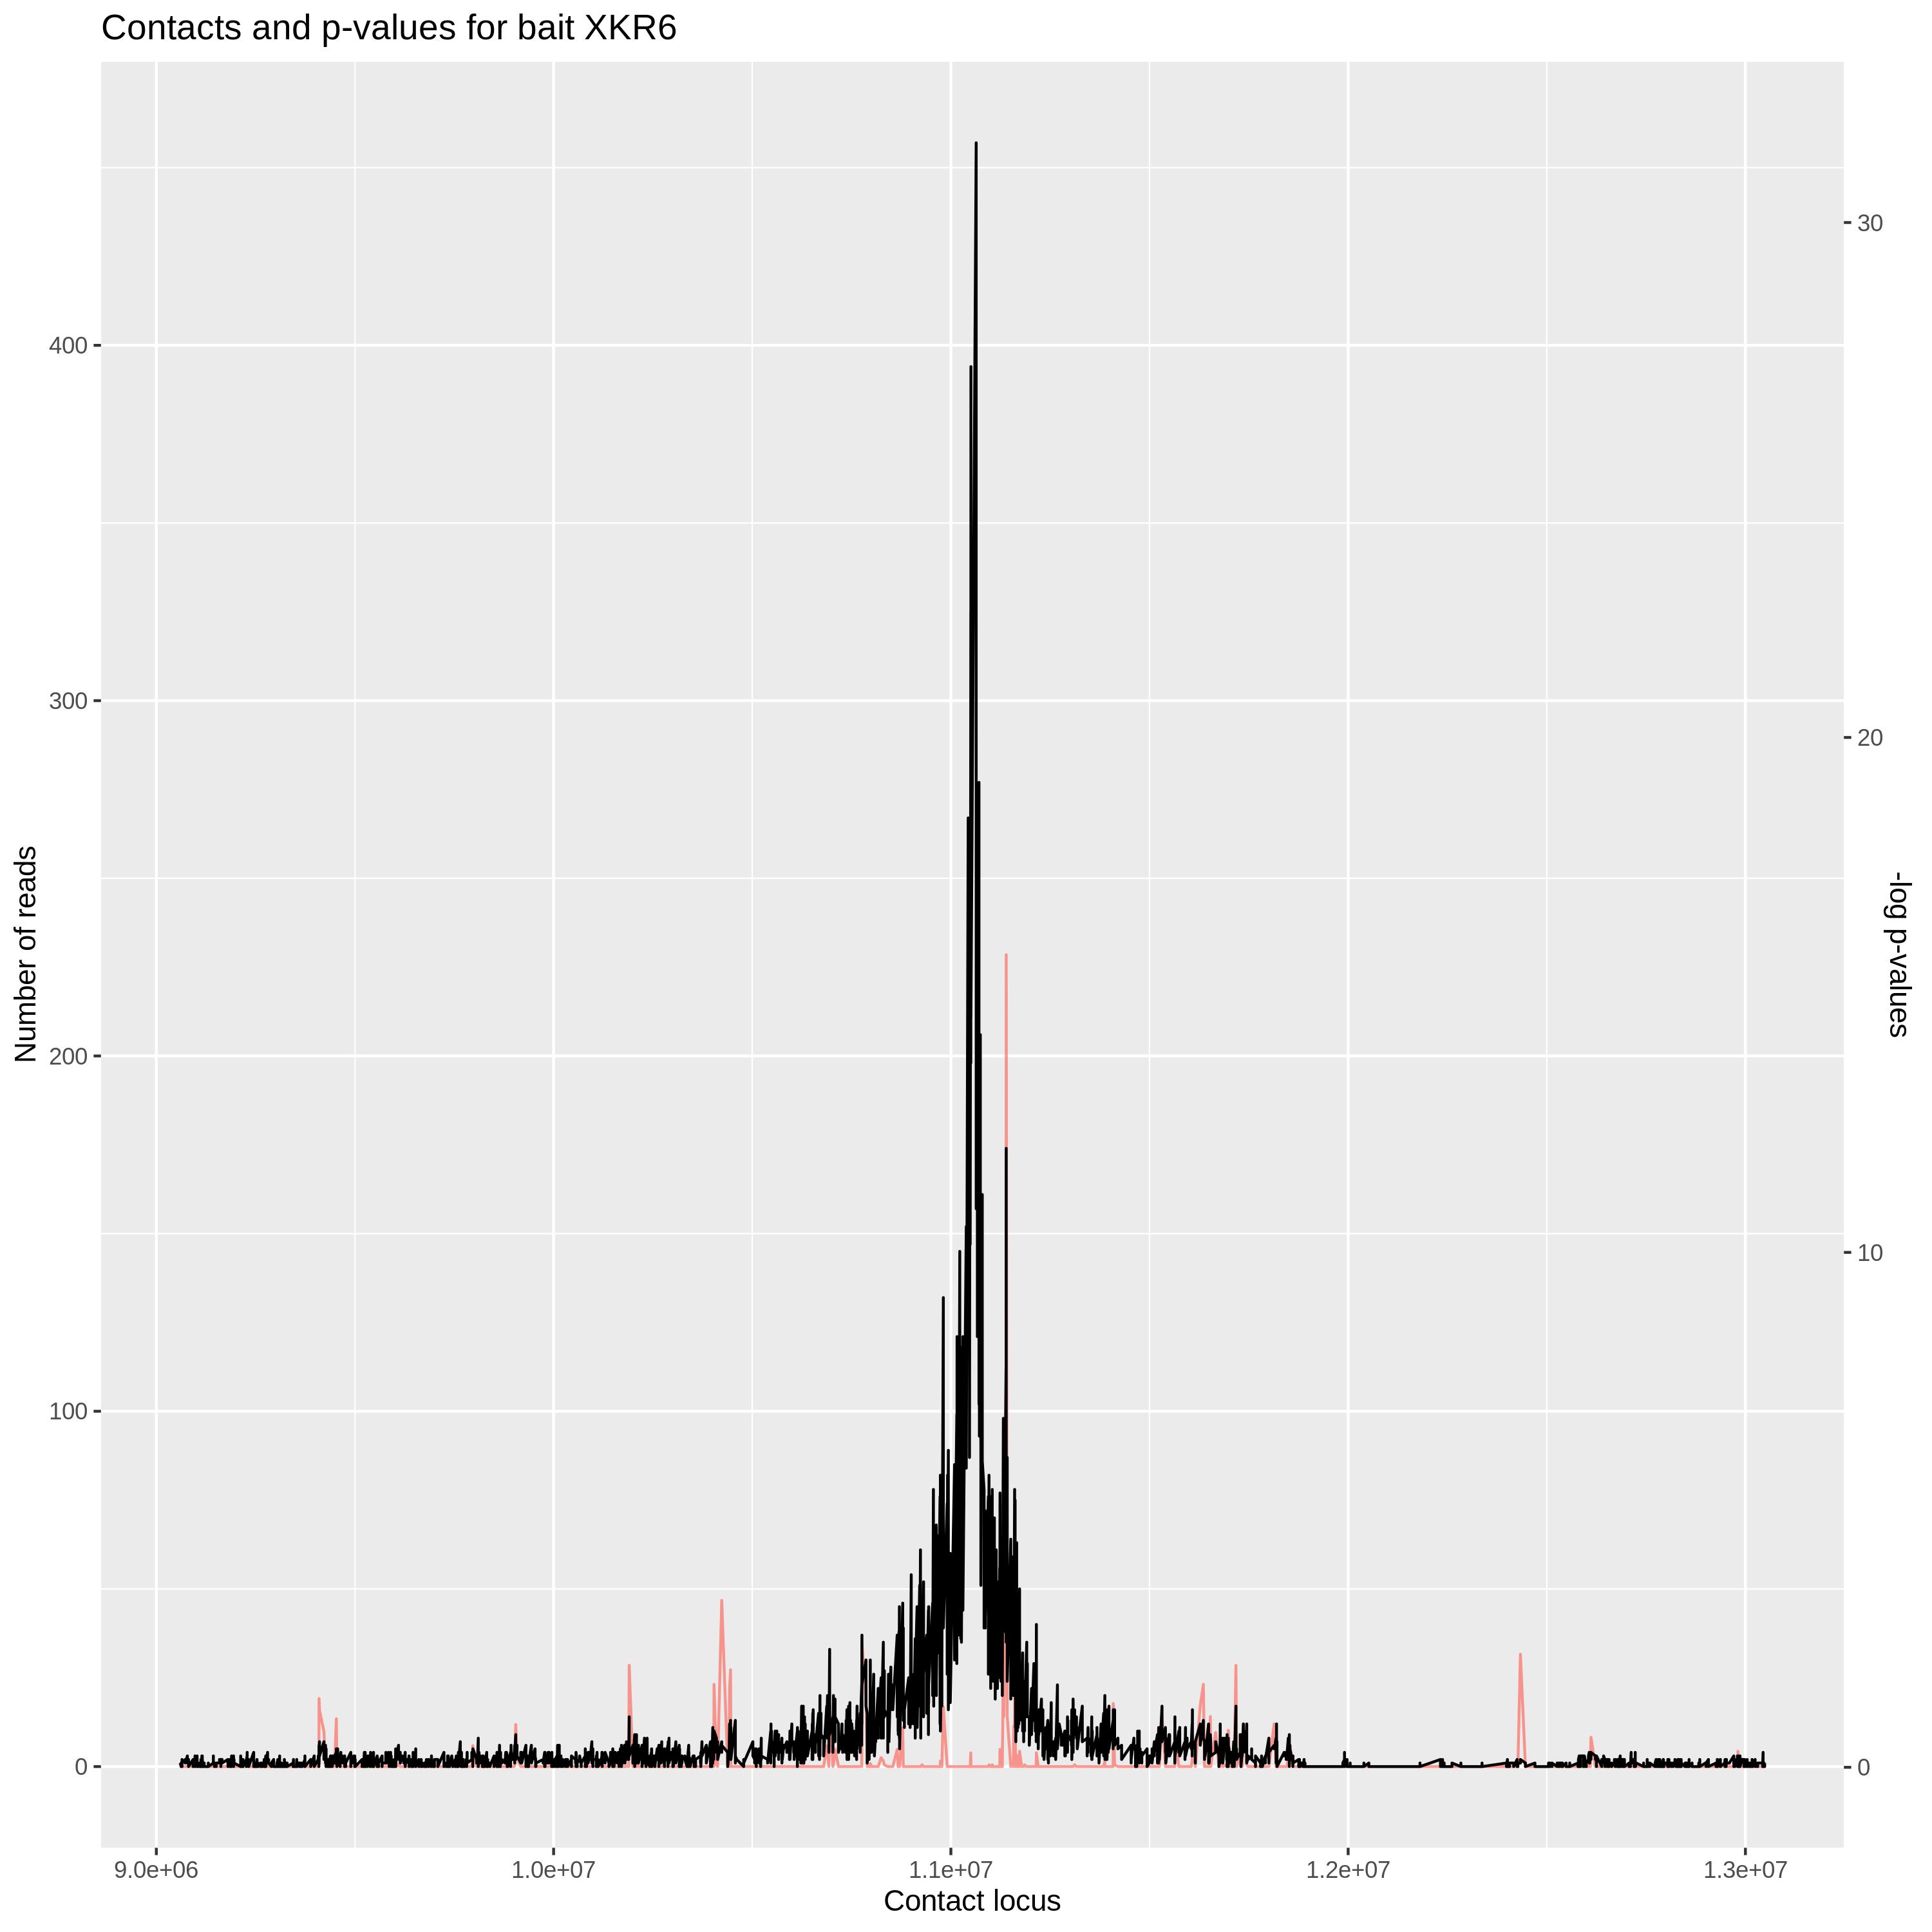 Contacts and p-values for bait XKR6
Number of reads
400
300
200
100
0
30
20
10
0
-log p-values
9.0e+06 1.0e+07 1.1e+07 1.2e+07 1.3e+07
Contact locus